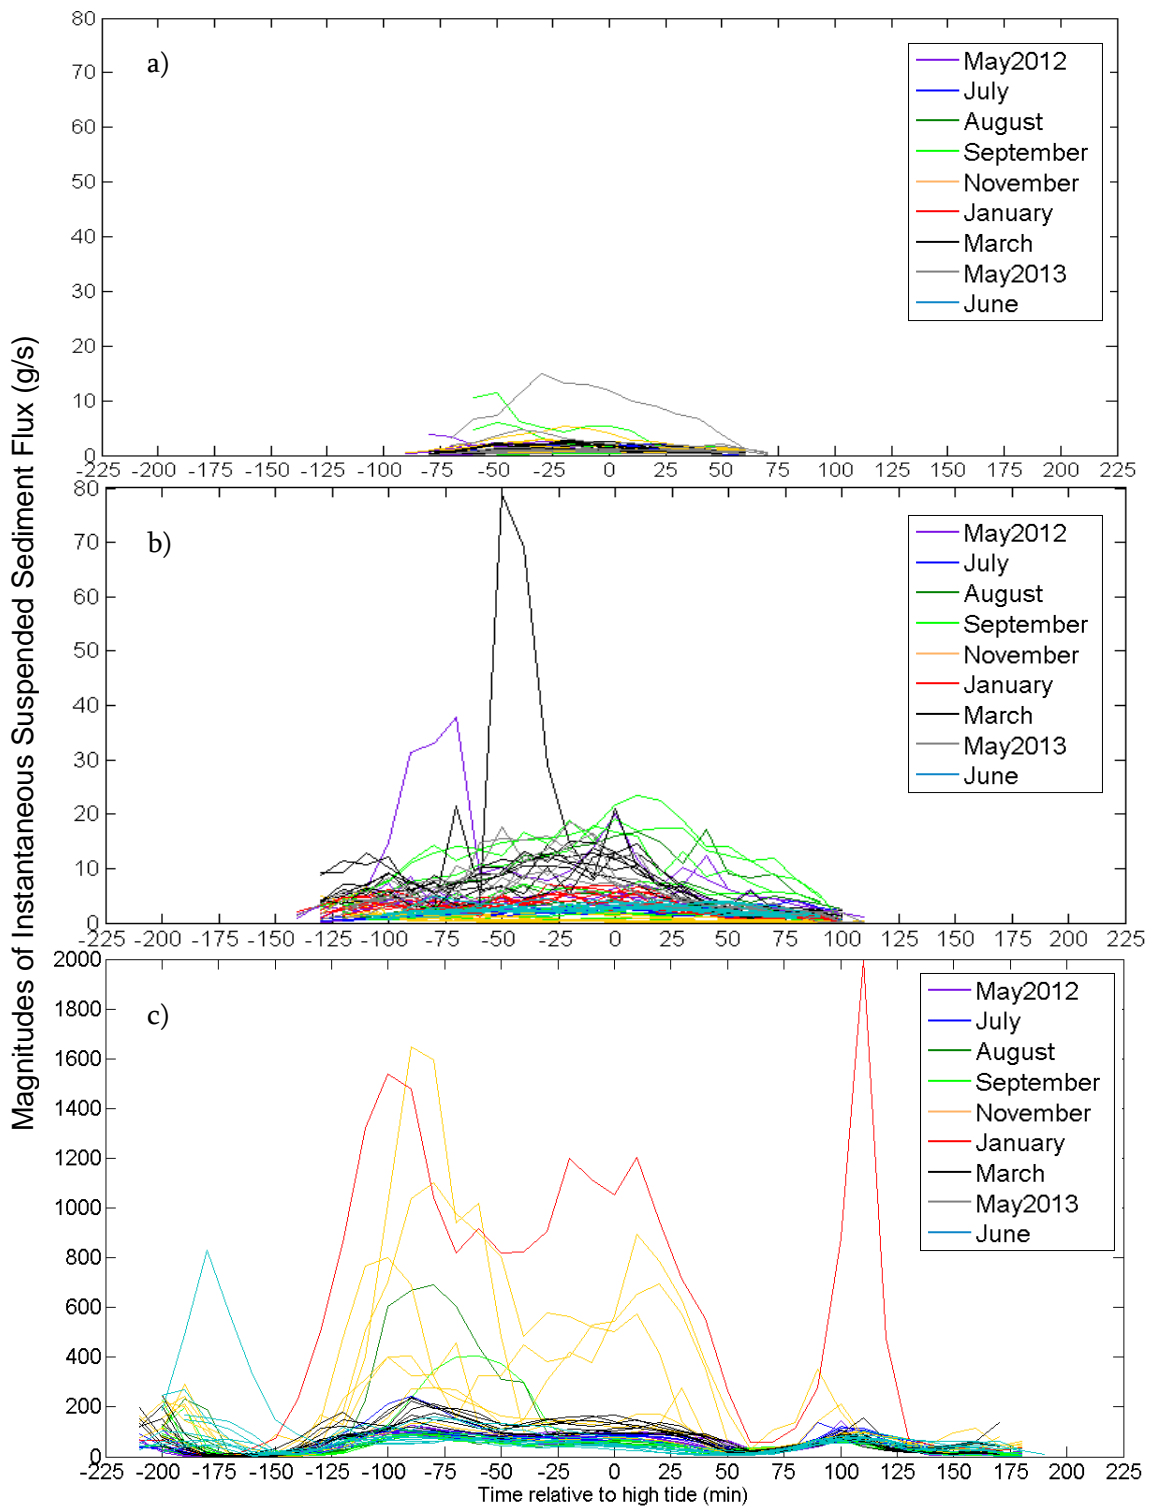 Magnitudes of Instantaneous Suspended Sediment Flux (g/s)
a)
80
70
60
50
40
30
20
10
0
May2012
July
August
September
November
January
March
May2013
June
-225 -200 -175 -150 -125 -100 -75 -50 -25 0 25 50 75 100 125 150 175 200 225
b)
80
70
60
50
40
30
20
10
0
May2012
July
August
September
November
January
March
May2013
June
-225 -200 -175 -150 -125 -100 -75 -50 -25 0 25 50 75 100 125 150 175 200 225
c)
2000
1800
1600
1400
1200
1000
800
600
400
200
0
May2012
July
August
September
November
January
March
May2013
June
-225 -200 -175 -150 -125 -100 -75 -50 -25 0 25 50 75 100 125 150 175 200 225
Time relative to high tide (min)